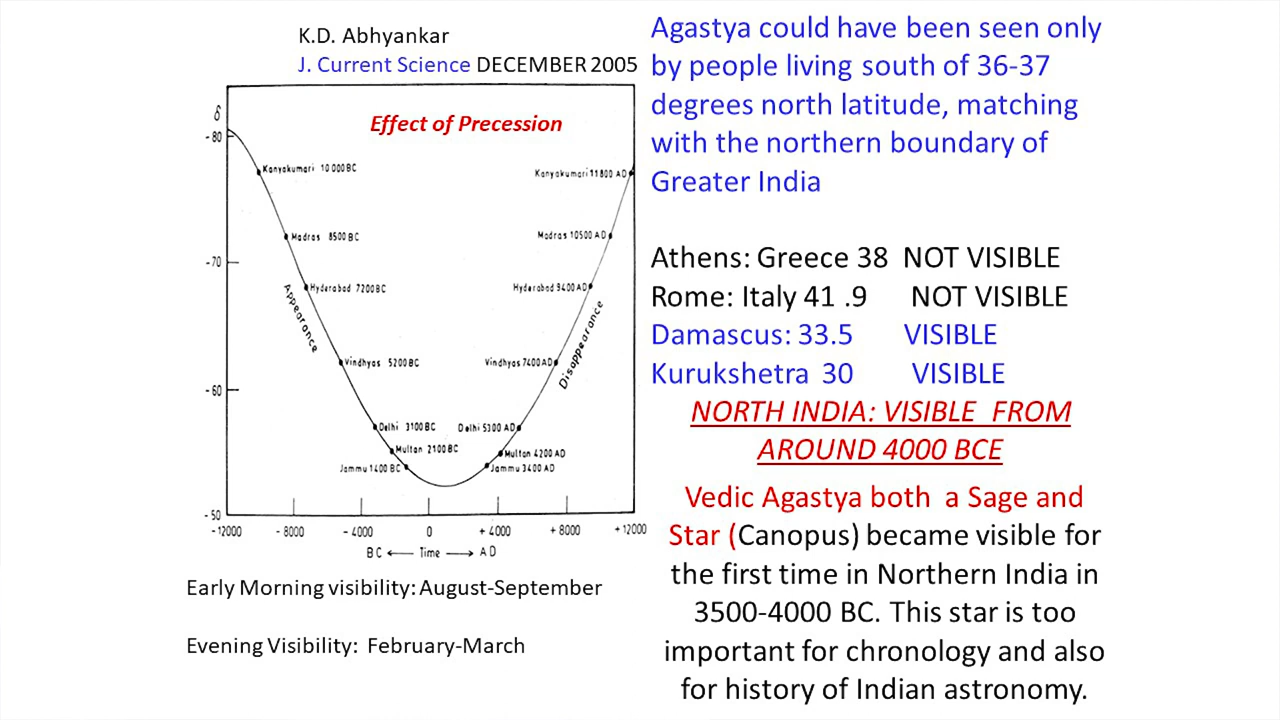 K.D. Abhyankar
J. Current Science DECEMBER 2005
δ
Effect of Precession
-80
Kanyakumari 10 000 BC
Kanyakumari 11800 AD
Madras 8500 BC
Madras 10500 AD
-70
Hyderabad 7200 BC
Hyderabad 9400 AD
Appearance
Disappearance
Vindhyas 5200 BC
Vindhyas 7400 AD
-60
Delhi 3100 BC
Delhi 5300 AD
Multan 2100 BC
Multan 4200 AD
Jammu 1400 BC
Jammu 3400 AD
-50
-12000 -8000 -4000 0 +4000 +8000 +12000
BC ← Time → AD
Early Morning visibility: August-September
Evening Visibility: February-March
Agastya could have been seen only
by people living south of 36-37
degrees north latitude, matching
with the northern boundary of
Greater India
Athens: Greece 38 NOT VISIBLE
Rome: Italy 41 .9 NOT VISIBLE
Damascus: 33.5 VISIBLE
Kurukshetra 30 VISIBLE
NORTH INDIA: VISIBLE FROM
AROUND 4000 BCE
Vedic Agastya both a Sage and
Star (Canopus) became visible for
the first time in Northern India in
3500-4000 BC. This star is too
important for chronology and also
for history of Indian astronomy.